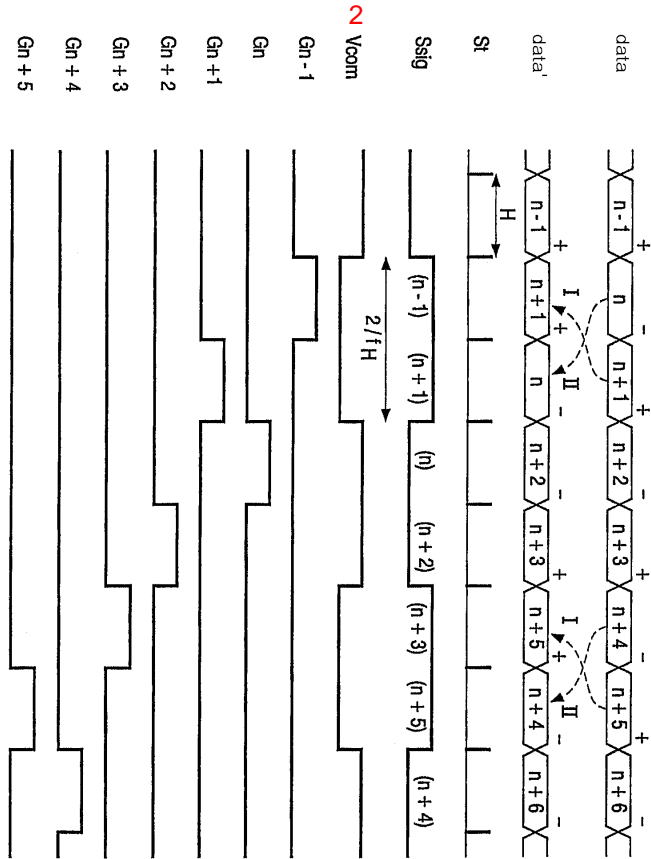 2
data
n - 1
n
n + 1
n + 2
n + 3
n + 4
n + 5
n + 6
+ - + - + - + -
data'
n - 1
n + 1
n
n + 2
n + 3
n + 5
n + 4
n + 6
+ + - - + + - -
I
II
I
II
St
H
Ssig
(n - 1)
(n + 1)
(n)
(n + 2)
(n + 3)
(n + 5)
(n + 4)
Vcom
2/fH
Gn - 1
Gn
Gn + 1
Gn + 2
Gn + 3
Gn + 4
Gn + 5